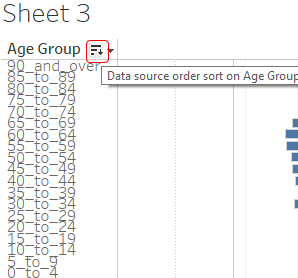 Sheet 3
Age Group
90_and_over
85_to_89
Data source order sort on Age Group
80_to_84
75_to_79
70_to_74
65_to_69
60_to_64
55_to_59
50_to_54
45_to_49
40_to_44
35_to_39
30_to_34
25_to_29
20_to_24
15_to_19
10_to_14
5_to_9
0_to_4